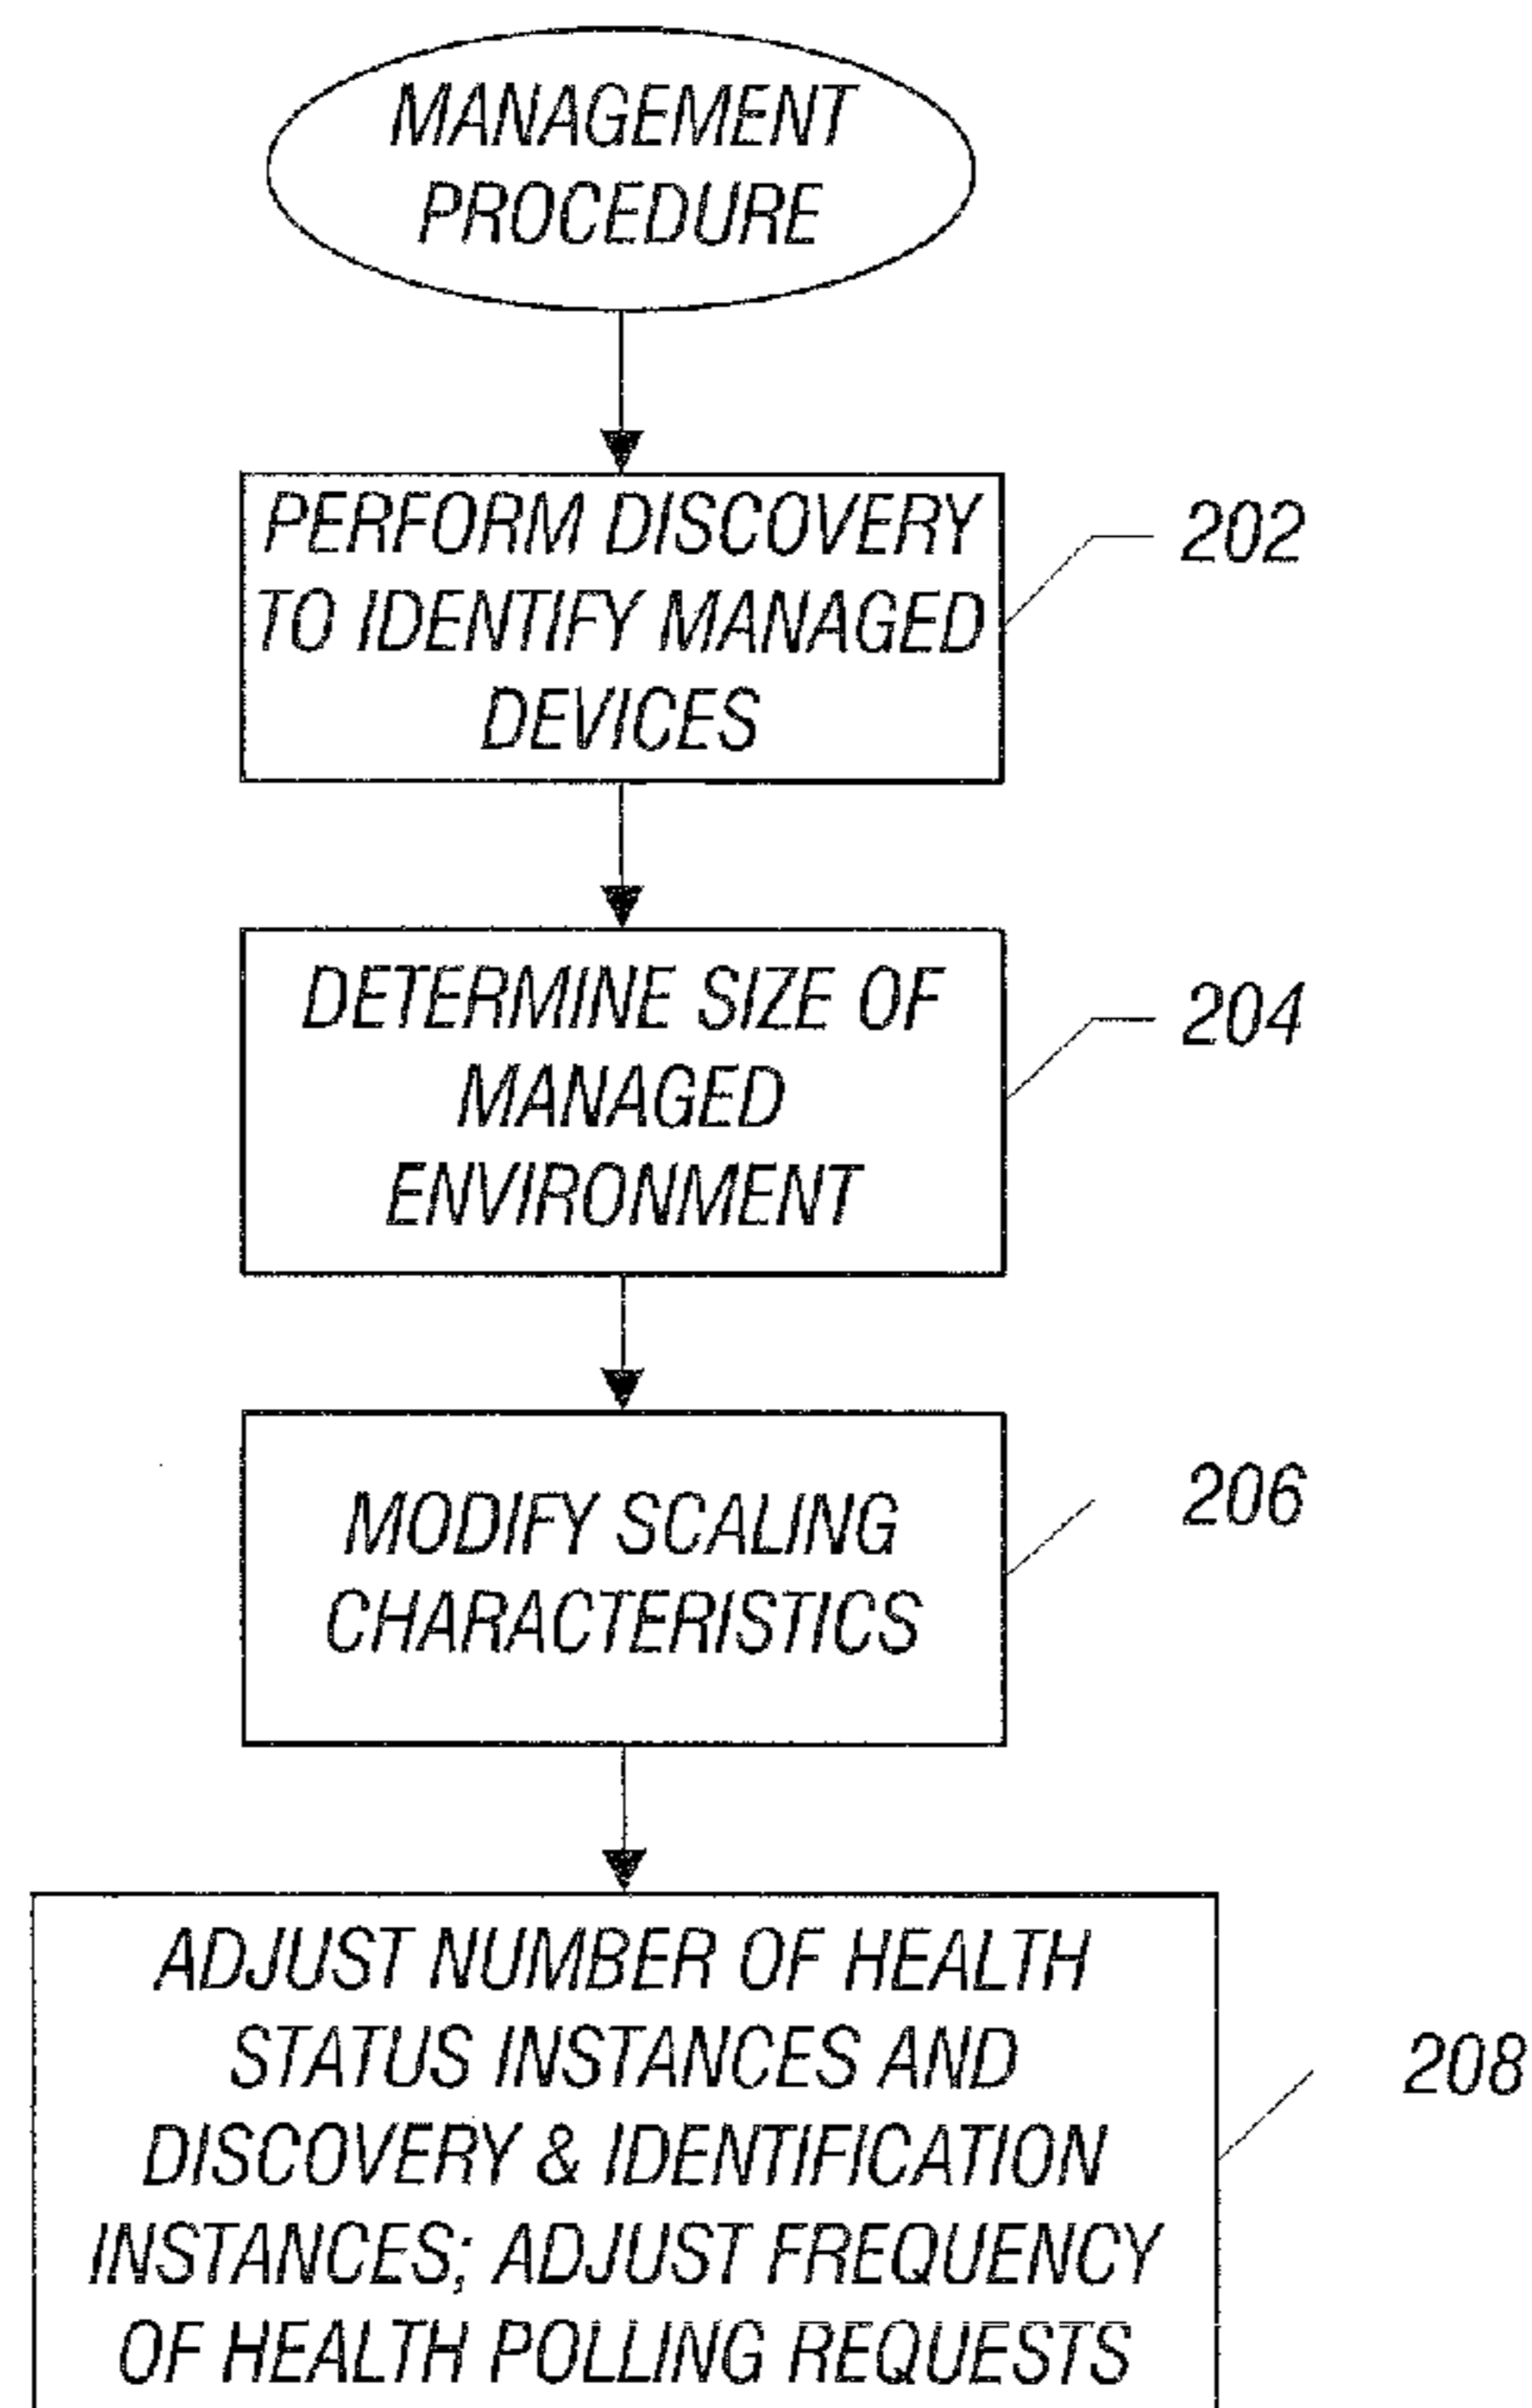 MANAGEMENT
PROCEDURE
PERFORM DISCOVERY
TO IDENTIFY MANAGED
DEVICES
202
DETERMINE SIZE OF
MANAGED
ENVIRONMENT
204
MODIFY SCALING
CHARACTERISTICS
206
ADJUST NUMBER OF HEALTH
STATUS INSTANCES AND
DISCOVERY & IDENTIFICATION
INSTANCES; ADJUST FREQUENCY
OF HEALTH POLLING REQUESTS
208